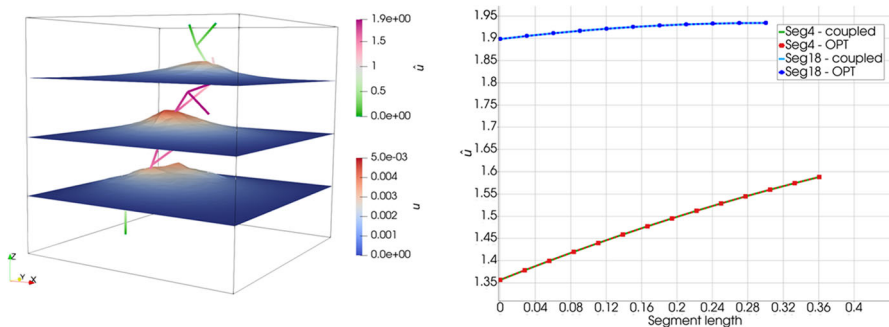 1.9e+00
1.5
1
0.5
0.0e+00
û
5.0e-03
0.004
0.003
0.002
0.001
0.0e+00
u
Z
Y
X
1.95
1.9
1.85
1.8
1.75
1.7
1.65
1.6
1.55
1.5
1.45
1.4
1.35
û
Seg4 - coupled
Seg4 - OPT
Seg18 - coupled
Seg18 - OPT
0 0.04 0.08 0.12 0.16 0.2 0.24 0.28 0.32 0.36 0.4
Segment length